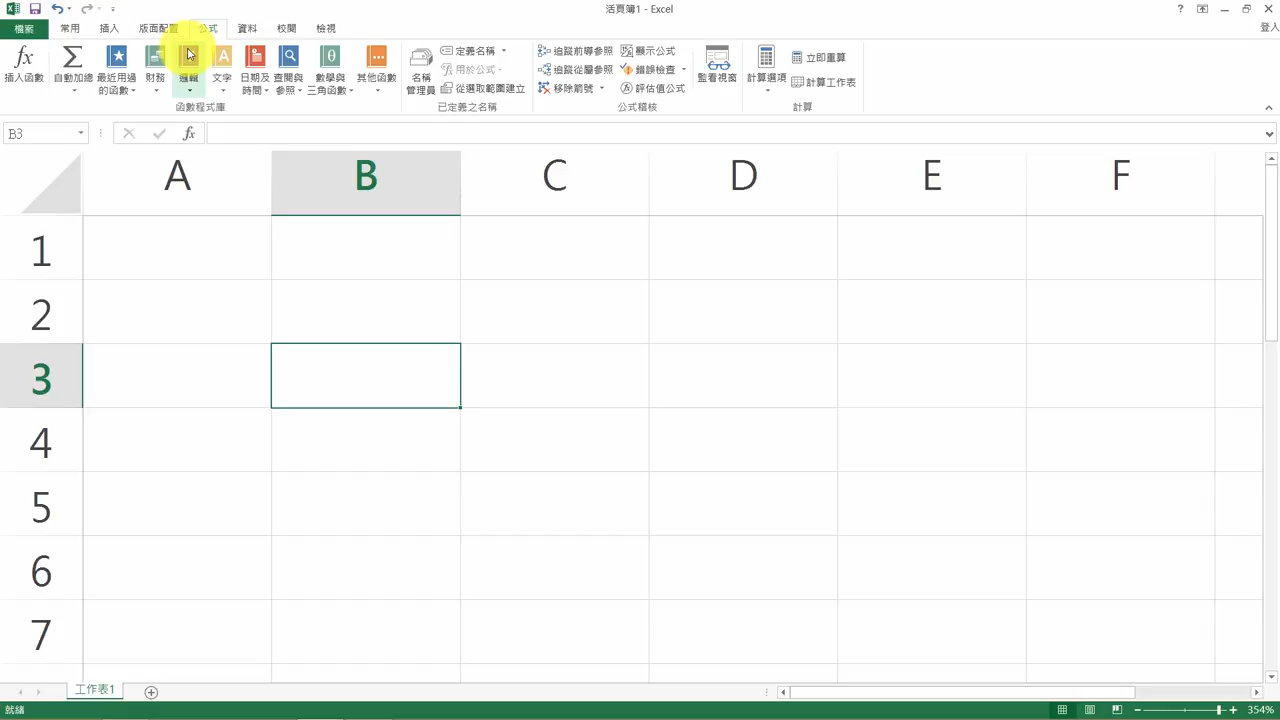 活頁簿1 - Excel
?
檔案 常用 插入 版面配置 公式 資料 校閱 檢視 登入
fx 插入函數
Σ 自動加總
最近用過的函數
財務
邏輯
A 文字
日期及時間
查閱與參照
θ 數學與三角函數
其他函數
函數程式庫
名稱管理員
定義名稱
用於公式
從選取範圍建立
已定義之名稱
追蹤前導參照
追蹤從屬參照
移除箭號
顯示公式
錯誤檢查
評估值公式
公式稽核
監看視窗
計算選項
立即重算
計算工作表
計算
B3 fx
A B C D E F
1
2
3
4
5
6
7
工作表1
就緒 354%